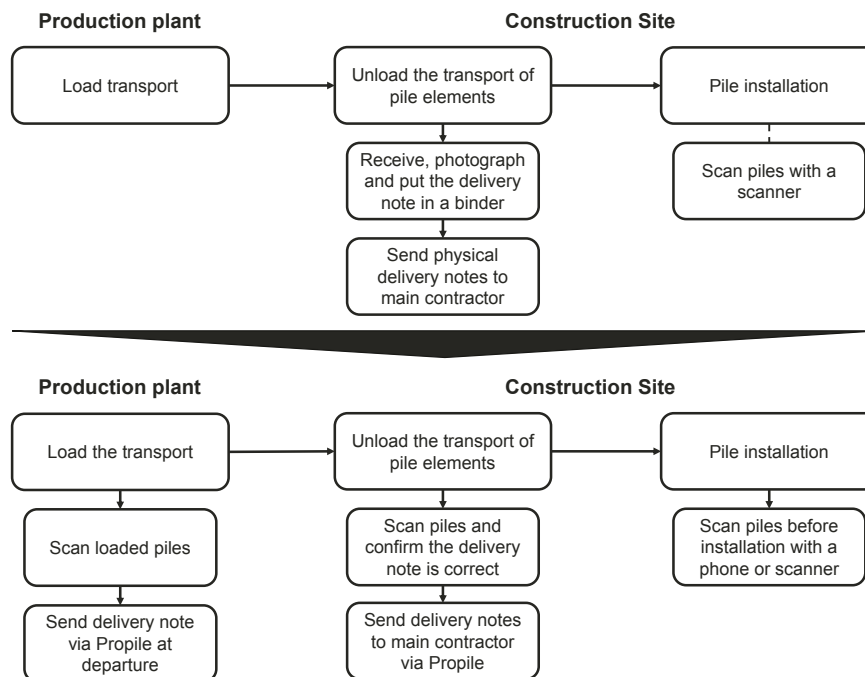 Production plant
Construction Site
Load transport
Unload the transport of
pile elements
Pile installation
Receive, photograph
and put the delivery
note in a binder
Scan piles with a
scanner
Send physical
delivery notes to
main contractor
Production plant
Construction Site
Load the transport
Unload the transport of
pile elements
Pile installation
Scan loaded piles
Scan piles and
confirm the delivery
note is correct
Scan piles before
installation with a
phone or scanner
Send delivery note
via Propile at
departure
Send delivery notes
to main contractor
via Propile